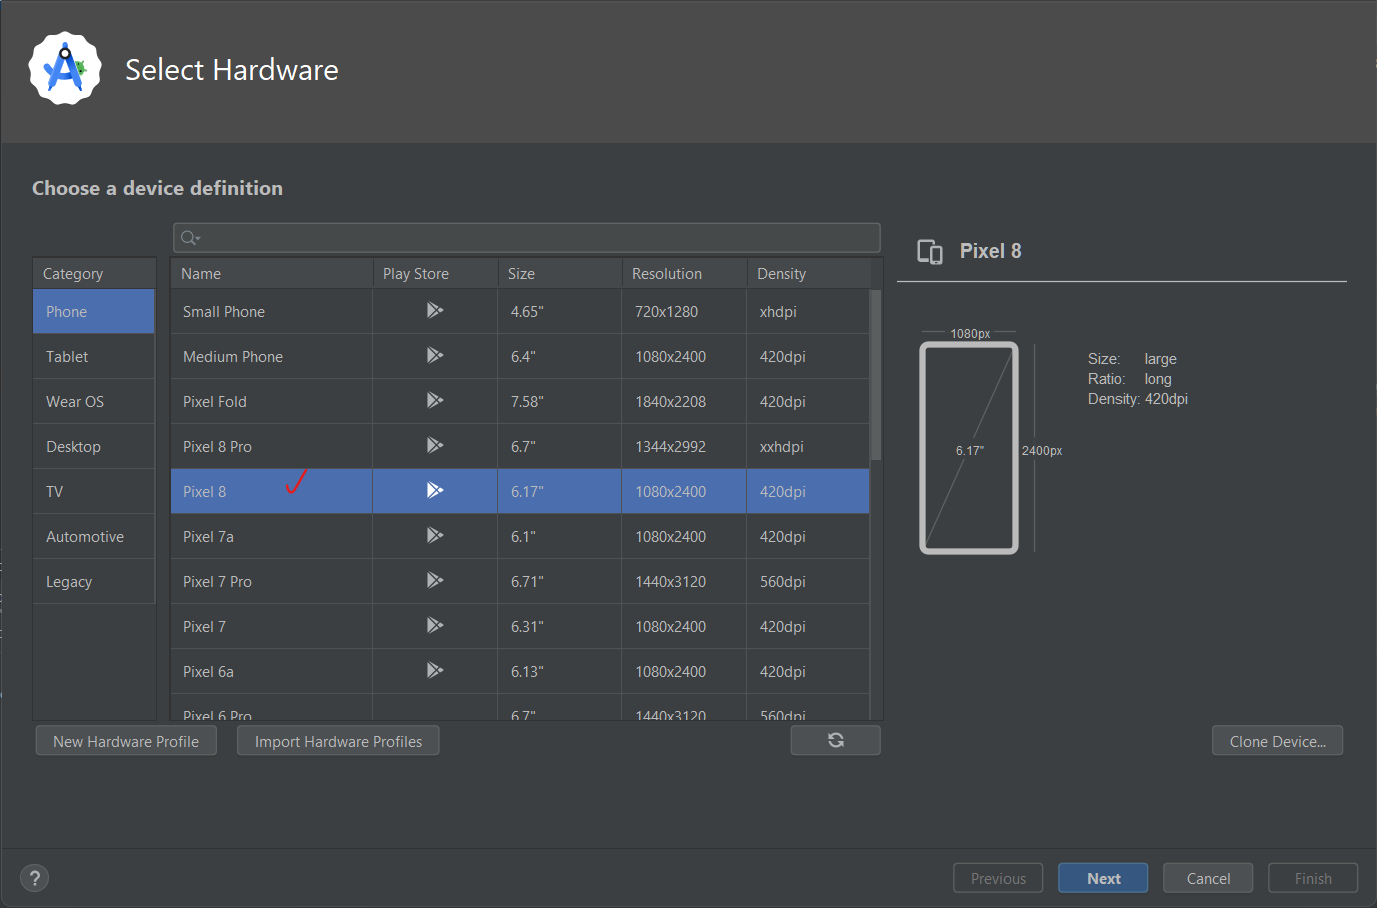 Select Hardware
Choose a device definition
Category
Phone
Tablet
Wear OS
Desktop
TV
Automotive
Legacy
Name Play Store Size Resolution Density
Small Phone 4.65" 720x1280 xhdpi
Medium Phone 6.4" 1080x2400 420dpi
Pixel Fold 7.58" 1840x2208 420dpi
Pixel 8 Pro 6.7" 1344x2992 xxhdpi
Pixel 8 6.17" 1080x2400 420dpi
Pixel 7a 6.1" 1080x2400 420dpi
Pixel 7 Pro 6.71" 1440x3120 560dpi
Pixel 7 6.31" 1080x2400 420dpi
Pixel 6a 6.13" 1080x2400 420dpi
Pixel 6 Pro 6.7" 1440x3120 560dpi
Pixel 8
1080px
6.17"
2400px
Size: large
Ratio: long
Density: 420dpi
New Hardware Profile
Import Hardware Profiles
Clone Device...
?
Previous
Next
Cancel
Finish